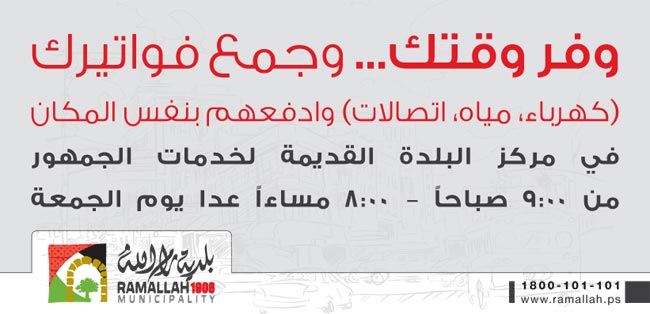 وفر وقتك... وجمع فواتيرك
(كهرباء، مياه، اتصالات) وادفعهم بنفس المكان
في مركز البلدة القديمة لخدمات الجمهور
من ٩:٠٠ صباحاً - ٨:٠٠ مساءاً عدا يوم الجمعة
بلدية رام الله
RAMALLAH 1908
MUNICIPALITY
1800-101-101
www.ramallah.ps